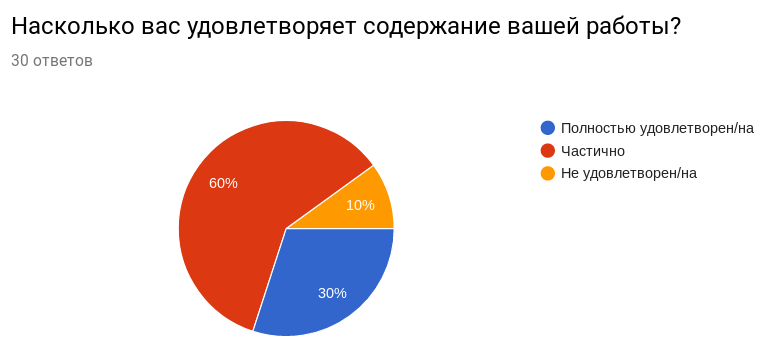 Насколько вас удовлетворяет содержание вашей работы?
30 ответов
Полностью удовлетворен/на
Частично
Не удовлетворен/на
60%
10%
30%